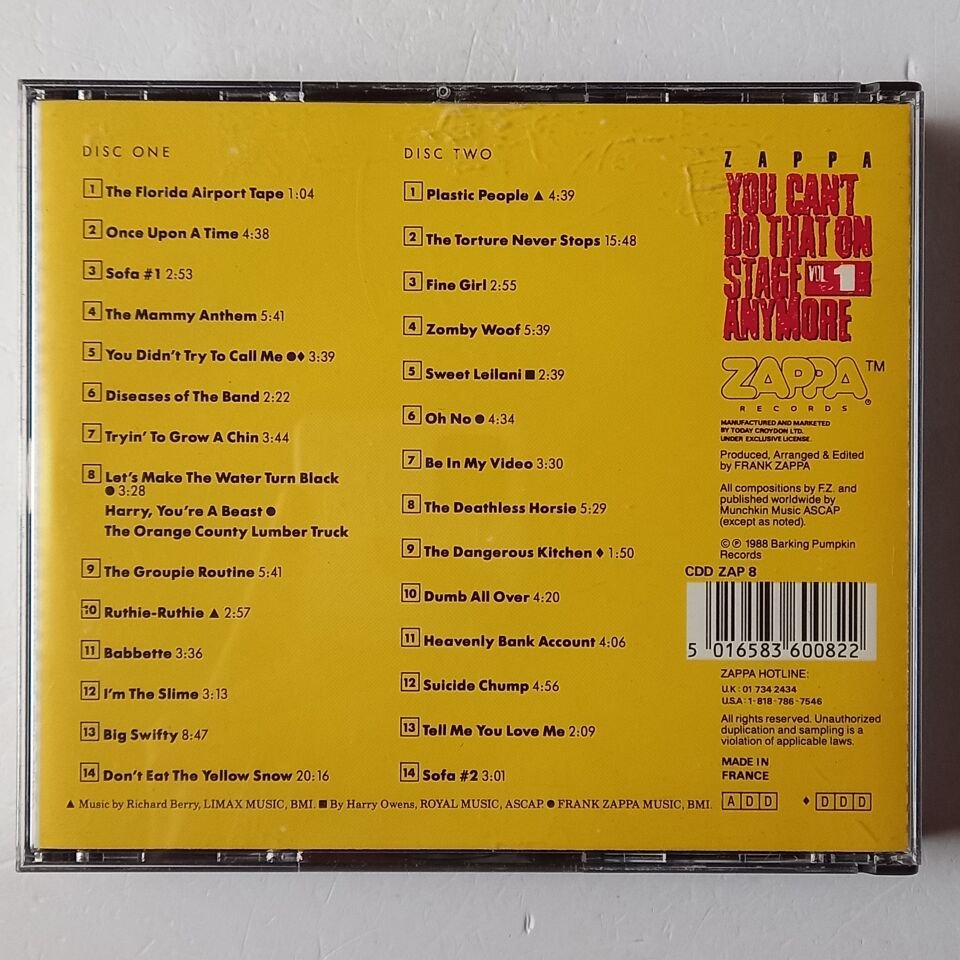 DISC ONE
1 The Florida Airport Tape 1:04
2 Once Upon A Time 4:38
3 Sofa #1 2:53
4 The Mammy Anthem 5:41
5 You Didn't Try To Call Me ●♦ 3:39
6 Diseases of The Band 2:22
7 Tryin' To Grow A Chin 3:44
8 Let's Make The Water Turn Black
● 3:28
Harry, You're A Beast ●
The Orange County Lumber Truck
9 The Groupie Routine 5:41
10 Ruthie-Ruthie ▲ 2:57
11 Babbette 3:36
12 I'm The Slime 3:13
13 Big Swifty 8:47
14 Don't Eat The Yellow Snow 20:16
DISC TWO
1 Plastic People ▲ 4:39
2 The Torture Never Stops 15:48
3 Fine Girl 2:55
4 Zomby Woof 5:39
5 Sweet Leilani ■ 2:39
6 Oh No ● 4:34
7 Be In My Video 3:30
8 The Deathless Horsie 5:29
9 The Dangerous Kitchen ♦ 1:50
10 Dumb All Over 4:20
11 Heavenly Bank Account 4:06
12 Suicide Chump 4:56
13 Tell Me You Love Me 2:09
14 Sofa #2 3:01
▲ Music by Richard Berry, LIMAX MUSIC, BMI. ■ By Harry Owens, ROYAL MUSIC, ASCAP. ● FRANK ZAPPA MUSIC, BMI.
ZAPPA
YOU CAN'T
DO THAT ON
STAGE VOL 1
ANYMORE
ZAPPA™
RECORDS ®
MANUFACTURED AND MARKETED
BY TODAY CROYDON LTD.
UNDER EXCLUSIVE LICENSE.
Produced, Arranged & Edited
by FRANK ZAPPA
All compositions by F.Z. and
published worldwide by
Munchkin Music ASCAP
(except as noted).
© ℗ 1988 Barking Pumpkin
Records
CDD ZAP 8
5 016583 600822
ZAPPA HOTLINE:
U.K: 01 734 2434
U.S.A: 1-818-786-7546
All rights reserved. Unauthorized
duplication and sampling is a
violation of applicable laws.
MADE IN
FRANCE
ADD ♦ DDD